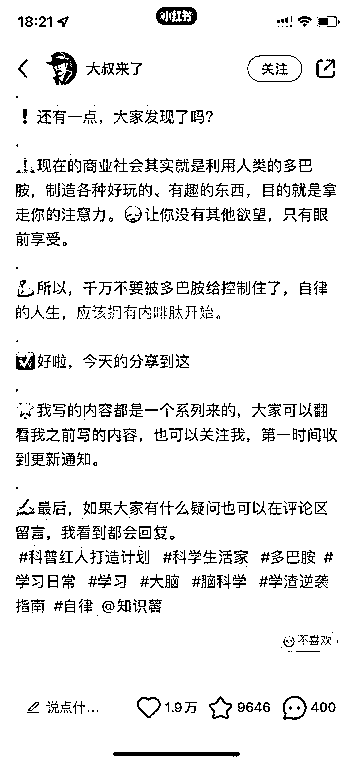 18:21
小红书
大叔来了
关注
.
❗还有一点，大家发现了吗？
.
现在的商业社会其实就是利用人类的多巴
胺，制造各种好玩的、有趣的东西，目的就是拿
走你的注意力。让你没有其他欲望，只有眼
前享受。
.
所以，千万不要被多巴胺给控制住了，自律
的人生，应该拥有内啡肽开始。
.
好啦，今天的分享到这
.
我写的内容都是一个系列来的，大家可以翻
看我之前写的内容，也可以关注我，第一时间收
到更新通知。
.
最后，如果大家有什么疑问也可以在评论区
留言，我看到都会回复。
#科普红人打造计划 #科学生活家 #多巴胺 #
学习日常 #学习 #大脑 #脑科学 #学渣逆袭
指南 #自律 @知识薯
不喜欢
说点什... 1.9万 9646 400